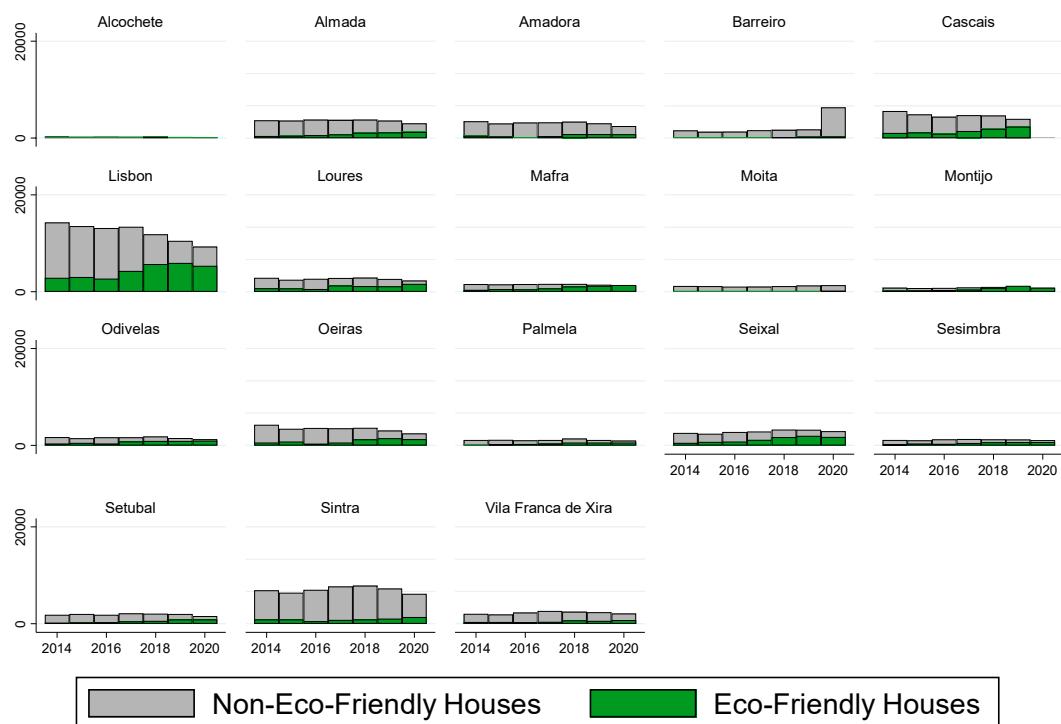 Alcochete Almada Amadora Barreiro Cascais
20000
0
Lisbon Loures Mafra Moita Montijo
20000
0
Odivelas Oeiras Palmela Seixal Sesimbra
20000
0
2014 2016 2018 2020 2014 2016 2018 2020
Setubal Sintra Vila Franca de Xira
20000
0
2014 2016 2018 2020 2014 2016 2018 2020 2014 2016 2018 2020
Non-Eco-Friendly Houses Eco-Friendly Houses